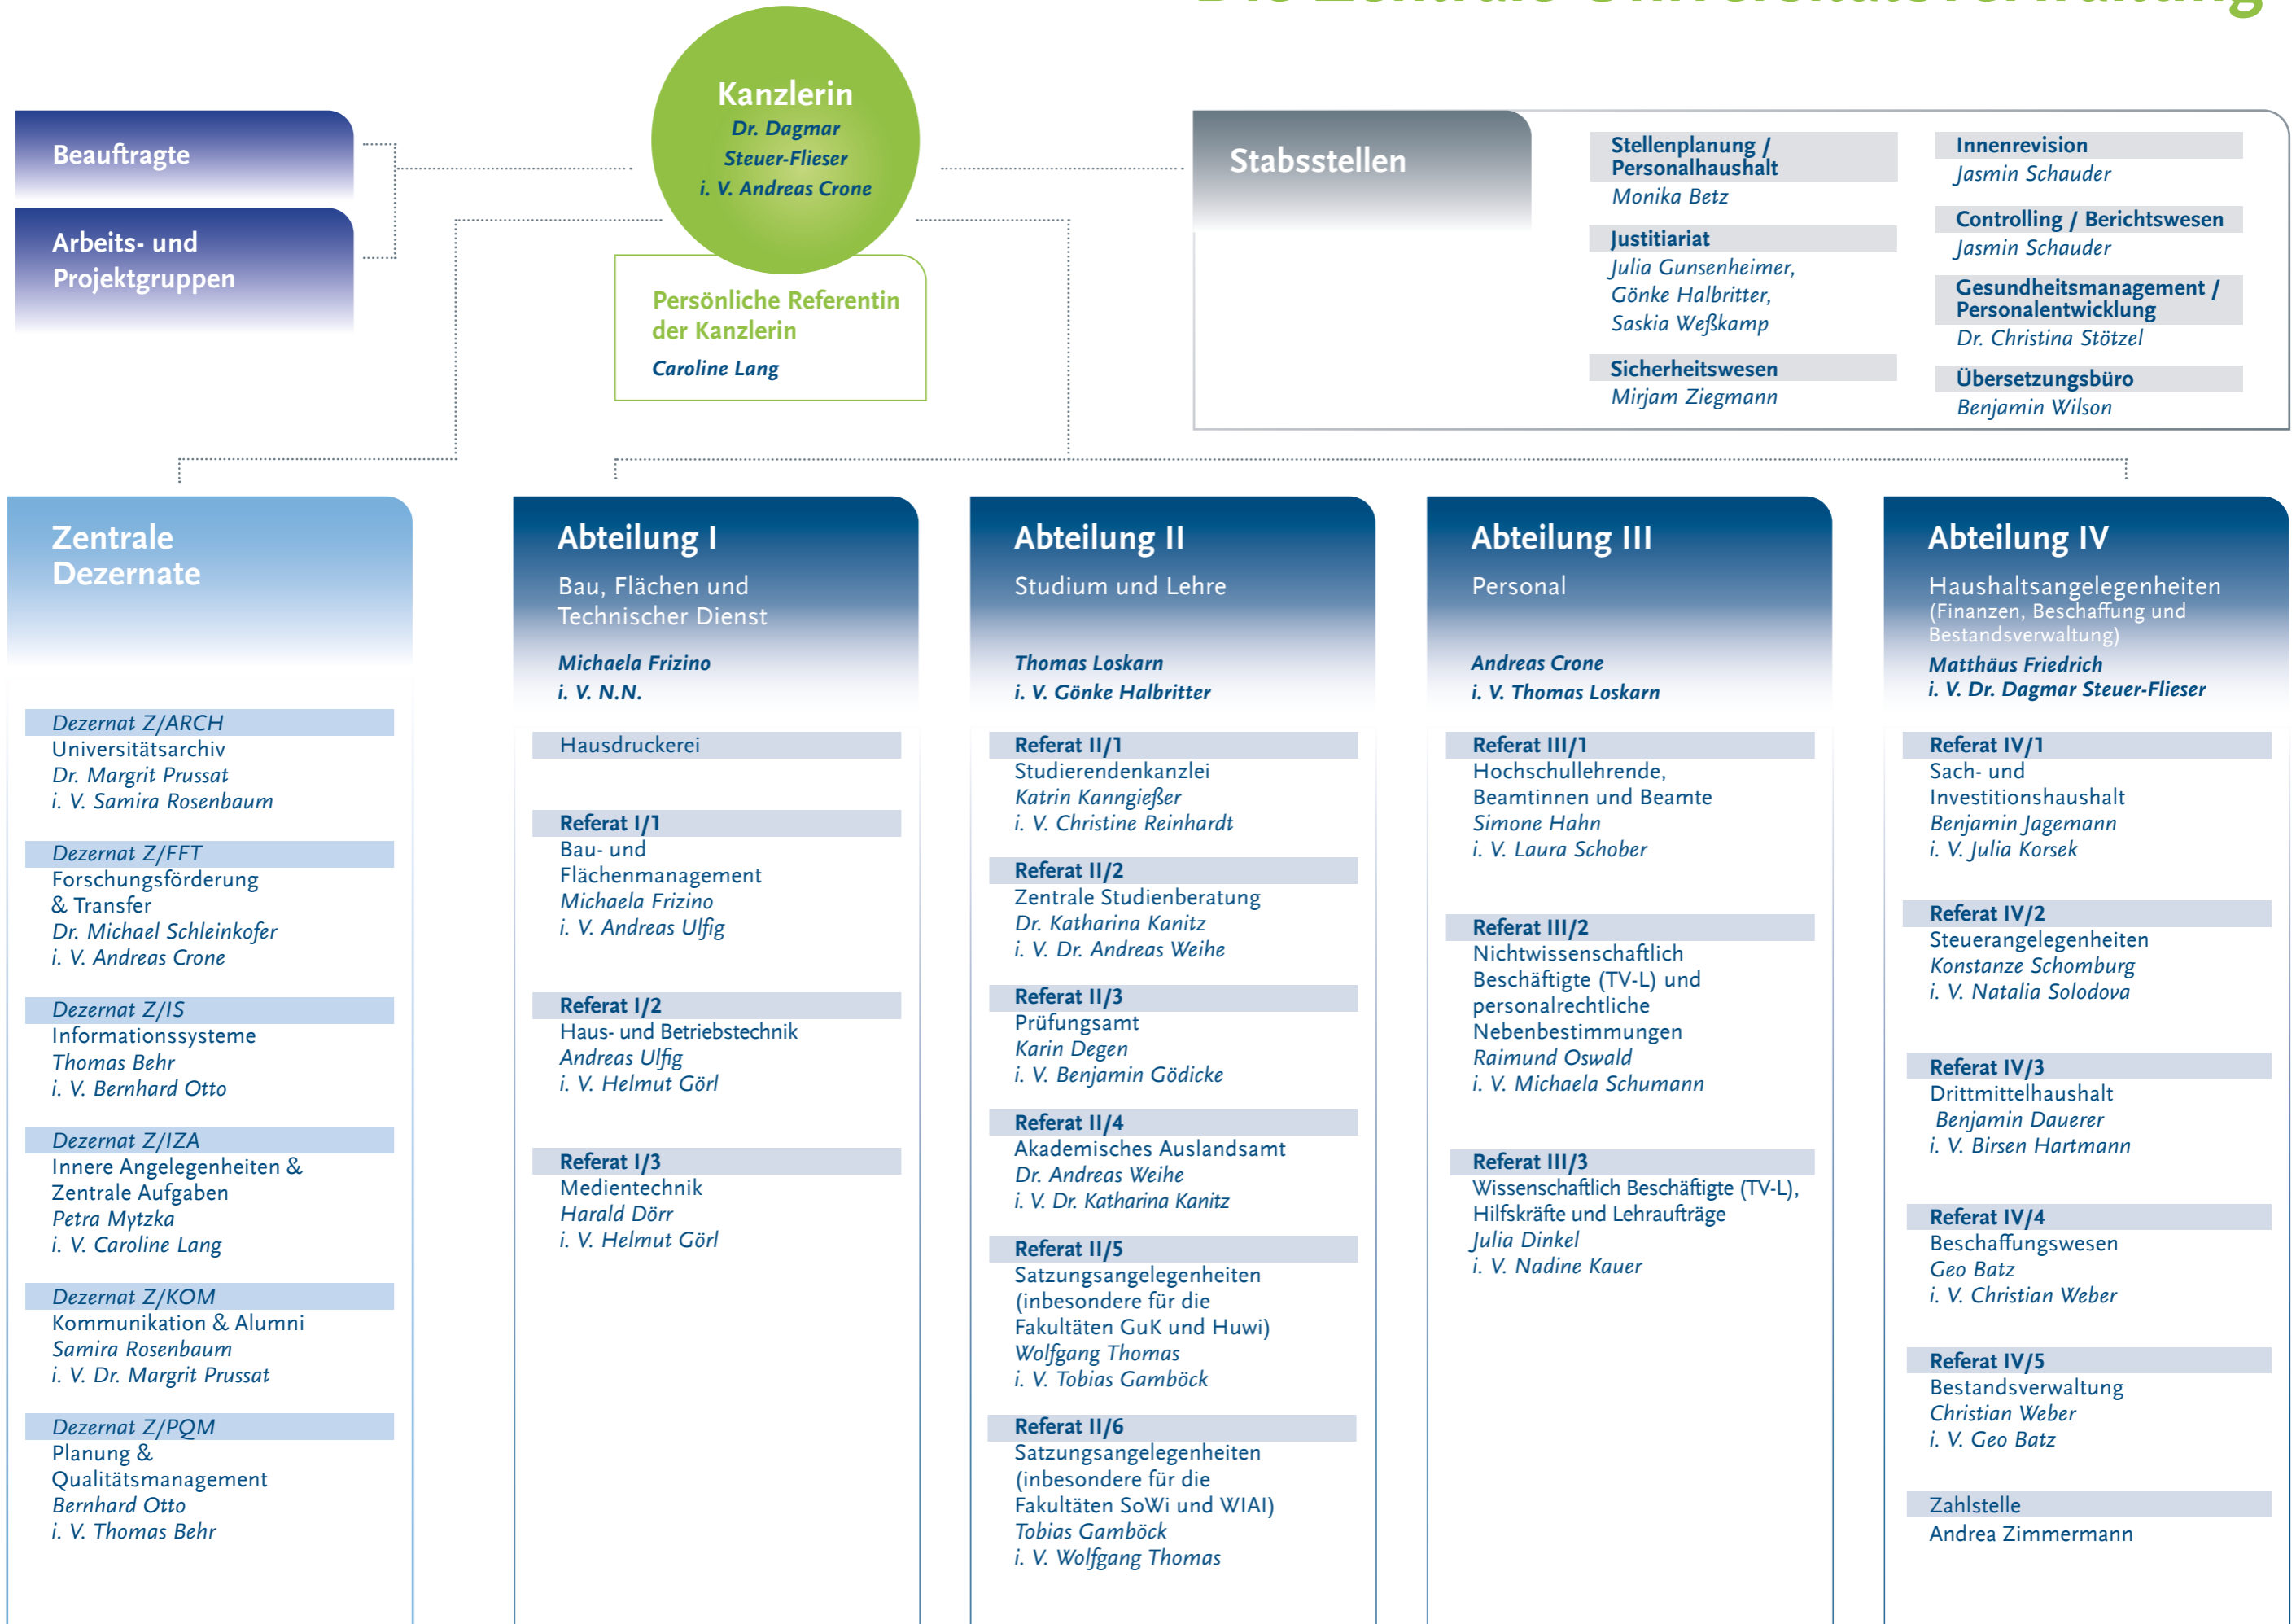 Die Zentrale Universitätsverwaltung
Kanzlerin
Dr. Dagmar
Steuer-Flieser
i. V. Andreas Crone
Persönliche Referentin
der Kanzlerin
Caroline Lang
Beauftragte
Arbeits- und
Projektgruppen
Stabsstellen
Stellenplanung /
Personalhaushalt
Monika Betz
Justitiariat
Julia Gunsenheimer,
Gönke Halbritter,
Saskia Weßkamp
Sicherheitswesen
Mirjam Ziegmann
Innenrevision
Jasmin Schauder
Controlling / Berichtswesen
Jasmin Schauder
Gesundheitsmanagement /
Personalentwicklung
Dr. Christina Stötzel
Übersetzungsbüro
Benjamin Wilson
Zentrale
Dezernate
Dezernat Z/ARCH
Universitätsarchiv
Dr. Margrit Prussat
i. V. Samira Rosenbaum
Dezernat Z/FFT
Forschungsförderung
& Transfer
Dr. Michael Schleinkofer
i. V. Andreas Crone
Dezernat Z/IS
Informationssysteme
Thomas Behr
i. V. Bernhard Otto
Dezernat Z/IZA
Innere Angelegenheiten &
Zentrale Aufgaben
Petra Mytzka
i. V. Caroline Lang
Dezernat Z/KOM
Kommunikation & Alumni
Samira Rosenbaum
i. V. Dr. Margrit Prussat
Dezernat Z/PQM
Planung &
Qualitätsmanagement
Bernhard Otto
i. V. Thomas Behr
Abteilung I
Bau, Flächen und
Technischer Dienst
Michaela Frizino
i. V. N.N.
Hausdruckerei
Referat I/1
Bau- und
Flächenmanagement
Michaela Frizino
i. V. Andreas Ulfig
Referat I/2
Haus- und Betriebstechnik
Andreas Ulfig
i. V. Helmut Görl
Referat I/3
Medientechnik
Harald Dörr
i. V. Helmut Görl
Abteilung II
Studium und Lehre
Thomas Loskarn
i. V. Gönke Halbritter
Referat II/1
Studierendenkanzlei
Katrin Kanngießer
i. V. Christine Reinhardt
Referat II/2
Zentrale Studienberatung
Dr. Katharina Kanitz
i. V. Dr. Andreas Weihe
Referat II/3
Prüfungsamt
Karin Degen
i. V. Benjamin Gödicke
Referat II/4
Akademisches Auslandsamt
Dr. Andreas Weihe
i. V. Dr. Katharina Kanitz
Referat II/5
Satzungsangelegenheiten
(inbesondere für die
Fakultäten GuK und Huwi)
Wolfgang Thomas
i. V. Tobias Gamböck
Referat II/6
Satzungsangelegenheiten
(inbesondere für die
Fakultäten SoWi und WIAI)
Tobias Gamböck
i. V. Wolfgang Thomas
Abteilung III
Personal
Andreas Crone
i. V. Thomas Loskarn
Referat III/1
Hochschullehrende,
Beamtinnen und Beamte
Simone Hahn
i. V. Laura Schober
Referat III/2
Nichtwissenschaftlich
Beschäftigte (TV-L) und
personalrechtliche
Nebenbestimmungen
Raimund Oswald
i. V. Michaela Schumann
Referat III/3
Wissenschaftlich Beschäftigte (TV-L),
Hilfskräfte und Lehraufträge
Julia Dinkel
i. V. Nadine Kauer
Abteilung IV
Haushaltsangelegenheiten
(Finanzen, Beschaffung und
Bestandsverwaltung)
Matthäus Friedrich
i. V. Dr. Dagmar Steuer-Flieser
Referat IV/1
Sach- und
Investitionshaushalt
Benjamin Jagemann
i. V. Julia Korsek
Referat IV/2
Steuerangelegenheiten
Konstanze Schomburg
i. V. Natalia Solodova
Referat IV/3
Drittmittelhaushalt
Benjamin Dauerer
i. V. Birsen Hartmann
Referat IV/4
Beschaffungswesen
Geo Batz
i. V. Christian Weber
Referat IV/5
Bestandsverwaltung
Christian Weber
i. V. Geo Batz
Zahlstelle
Andrea Zimmermann